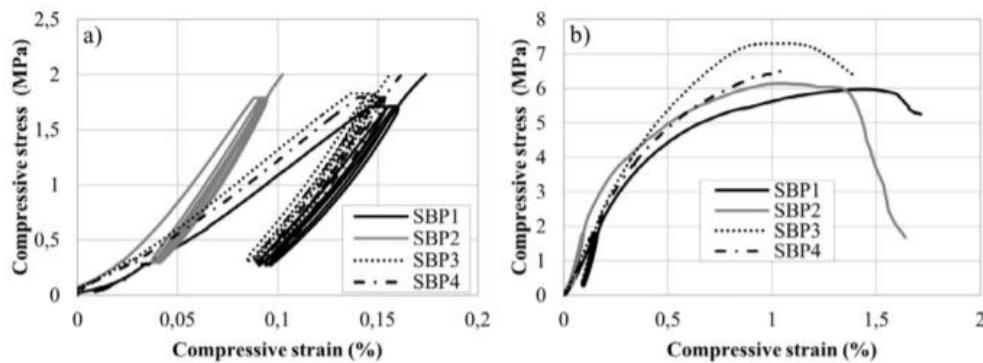 a)
Compressive stress (MPa)
2,5
2
1,5
1
0,5
0
0
0,05
0,1
0,15
0,2
Compressive strain (%)
SBP1
SBP2
SBP3
SBP4
b)
Compressive stress (MPa)
8
7
6
5
4
3
2
1
0
0
0,5
1
1,5
2
Compressive strain (%)
SBP1
SBP2
SBP3
SBP4